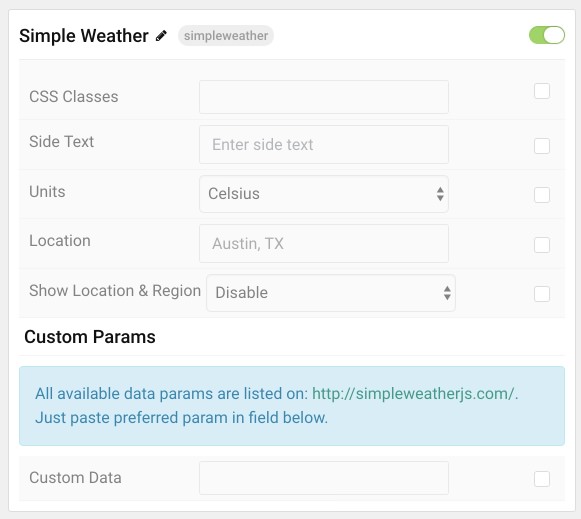 Simple Weather simpleweather
CSS Classes
Side Text Enter side text
Units Celsius
Location Austin, TX
Show Location & Region Disable
Custom Params
All available data params are listed on: http://simpleweatherjs.com/.
Just paste preferred param in field below.
Custom Data